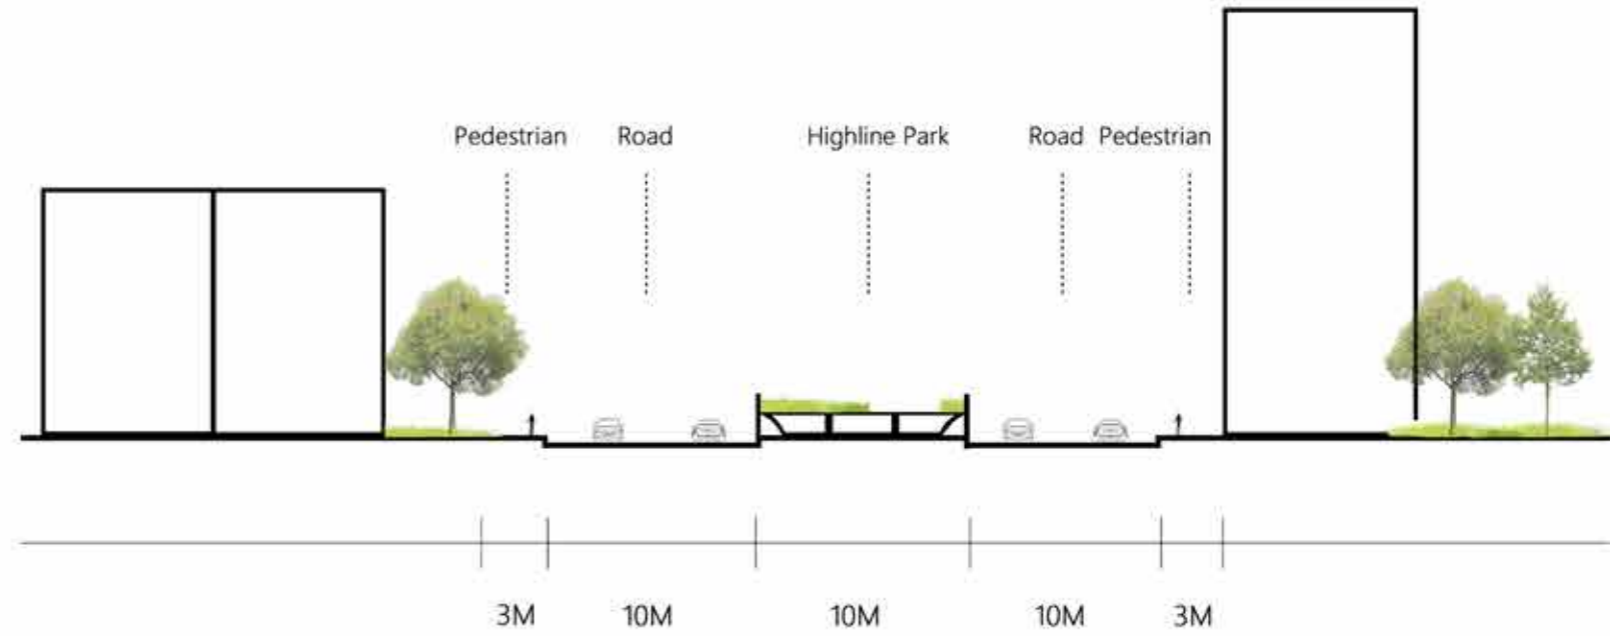 Pedestrian Road Highline Park Road Pedestrian
3M 10M 10M 10M 3M